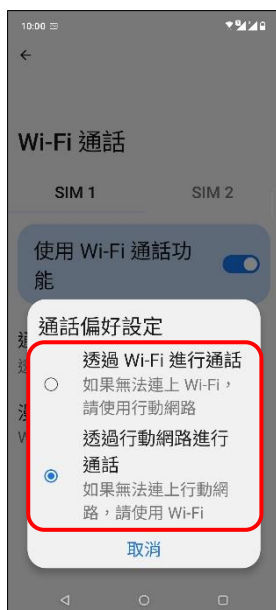 10:00
Wi-Fi 通話
SIM 1
SIM 2
使用 Wi-Fi 通話功
能
通話偏好設定
透過 Wi-Fi 進行通話
如果無法連上 Wi-Fi，
請使用行動網路
透過行動網路進行
通話
如果無法連上行動網
路，請使用 Wi-Fi
取消